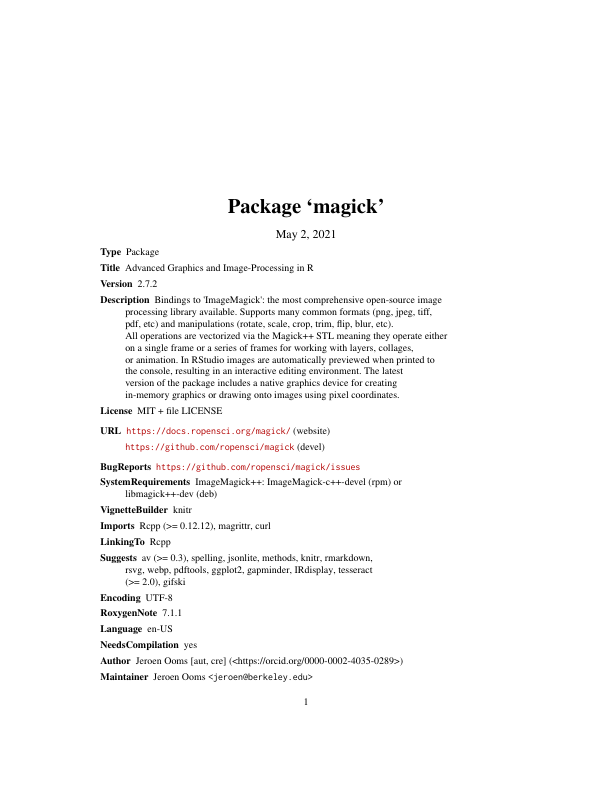 Package ‘magick’
May 2, 2021
Type Package
Title Advanced Graphics and Image-Processing in R
Version 2.7.2
Description Bindings to 'ImageMagick': the most comprehensive open-source image
processing library available. Supports many common formats (png, jpeg, tiff,
pdf, etc) and manipulations (rotate, scale, crop, trim, flip, blur, etc).
All operations are vectorized via the Magick++ STL meaning they operate either
on a single frame or a series of frames for working with layers, collages,
or animation. In RStudio images are automatically previewed when printed to
the console, resulting in an interactive editing environment. The latest
version of the package includes a native graphics device for creating
in-memory graphics or drawing onto images using pixel coordinates.
License MIT + file LICENSE
URL https://docs.ropensci.org/magick/ (website)
https://github.com/ropensci/magick (devel)
BugReports https://github.com/ropensci/magick/issues
SystemRequirements ImageMagick++: ImageMagick-c++-devel (rpm) or
libmagick++-dev (deb)
VignetteBuilder knitr
Imports Rcpp (>= 0.12.12), magrittr, curl
LinkingTo Rcpp
Suggests av (>= 0.3), spelling, jsonlite, methods, knitr, rmarkdown,
rsvg, webp, pdftools, ggplot2, gapminder, IRdisplay, tesseract
(>= 2.0), gifski
Encoding UTF-8
RoxygenNote 7.1.1
Language en-US
NeedsCompilation yes
Author Jeroen Ooms [aut, cre] (<https://orcid.org/0000-0002-4035-0289>)
Maintainer Jeroen Ooms <jeroen@berkeley.edu>
1